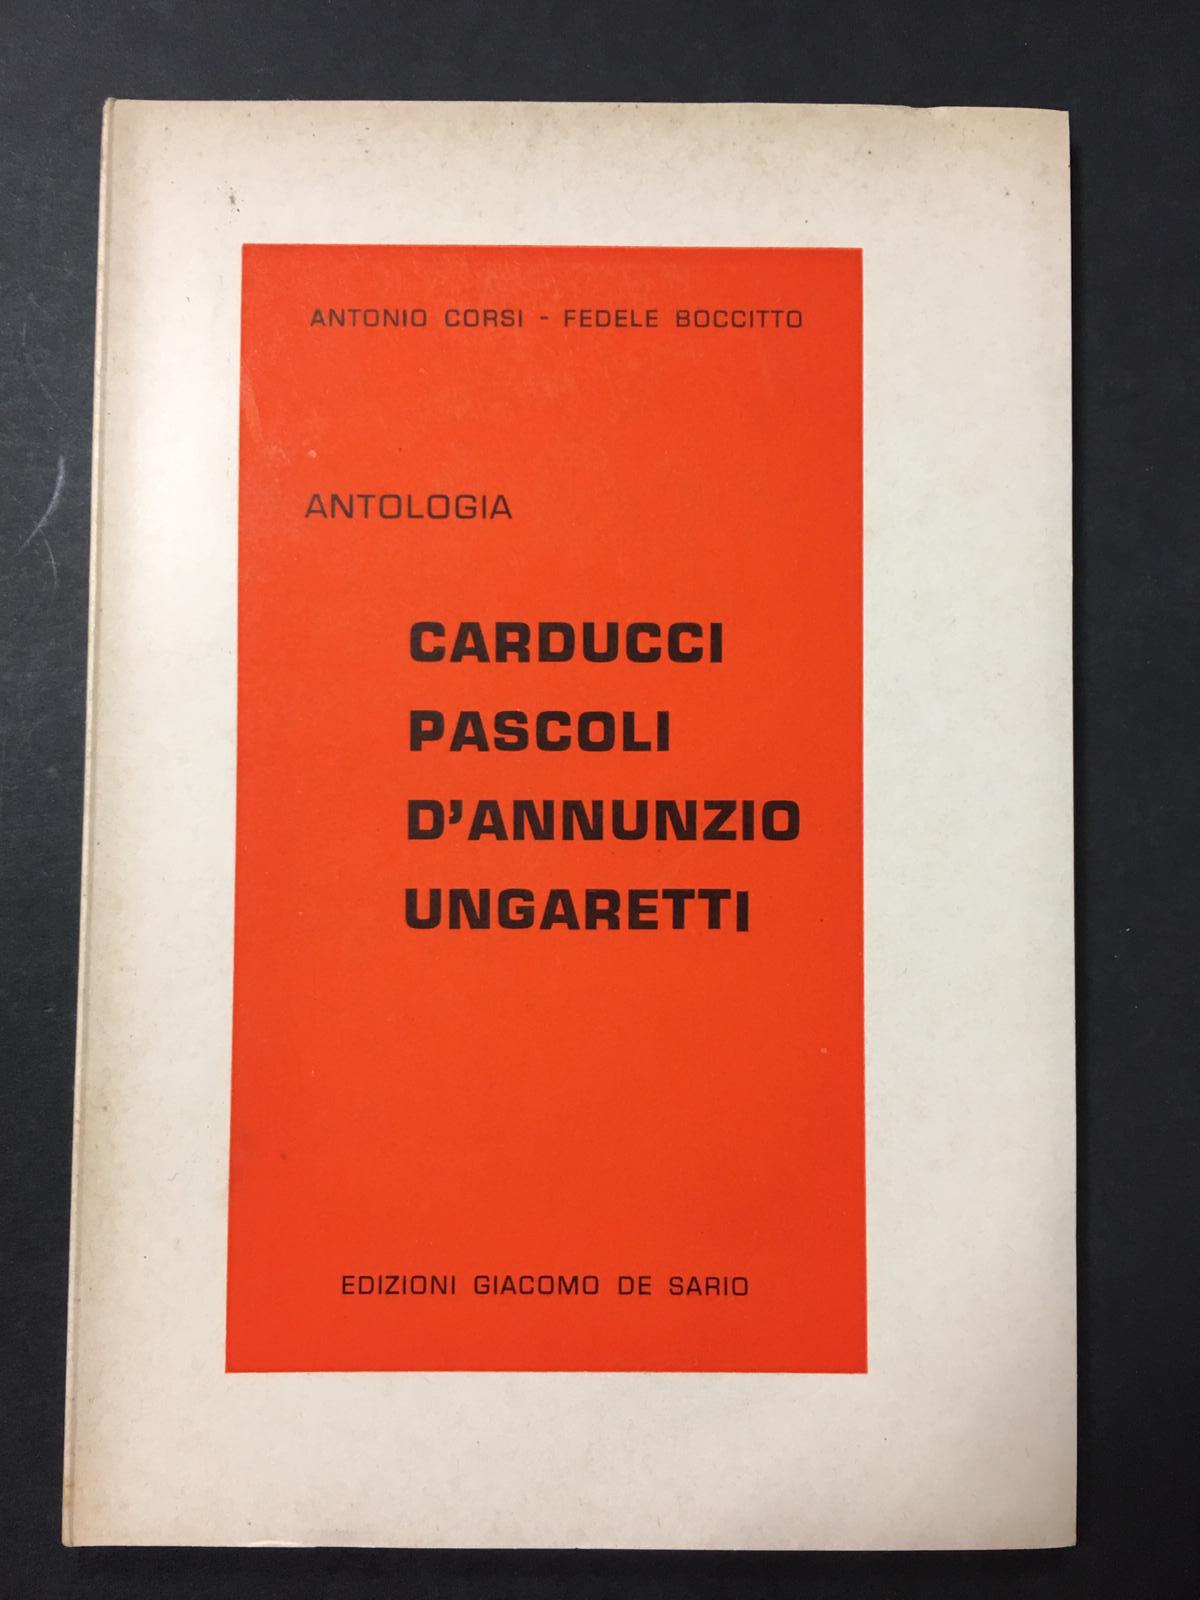 ANTONIO CORSI - FEDELE BOCCITTO
ANTOLOGIA
CARDUCCI
PASCOLI
D'ANNUNZIO
UNGARETTI
EDIZIONI GIACOMO DE SARIO